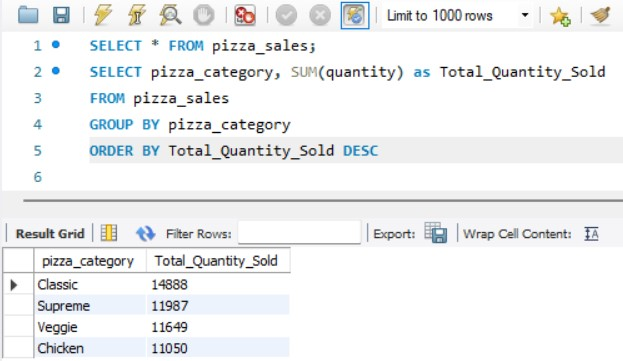 Limit to 1000 rows
1 SELECT * FROM pizza_sales;
2 SELECT pizza_category, SUM(quantity) as Total_Quantity_Sold
3 FROM pizza_sales
4 GROUP BY pizza_category
5 ORDER BY Total_Quantity_Sold DESC
6
Result Grid Filter Rows: Export: Wrap Cell Content: IA
pizza_category Total_Quantity_Sold
Classic 14888
Supreme 11987
Veggie 11649
Chicken 11050